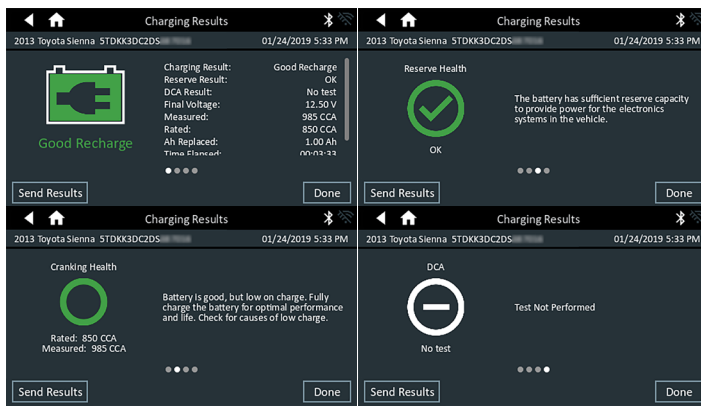 Charging Results
2013 Toyota Sienna 5TDKK3DC2DS
01/24/2019 5:33 PM
Good Recharge
Charging Result: Good Recharge
Reserve Result: OK
DCA Result: No test
Final Voltage: 12.50 V
Measured: 985 CCA
Rated: 850 CCA
Ah Replaced: 1.00 Ah
Time Elapsed: 00:03:33
Send Results
Done
Charging Results
2013 Toyota Sienna 5TDKK3DC2DS
01/24/2019 5:33 PM
Reserve Health
OK
The battery has sufficient reserve capacity
to provide power for the electronics
systems in the vehicle.
Send Results
Done
Charging Results
2013 Toyota Sienna 5TDKK3DC2DS
01/24/2019 5:33 PM
Cranking Health
Rated: 850 CCA
Measured: 985 CCA
Battery is good, but low on charge. Fully
charge the battery for optimal performance
and life. Check for causes of low charge.
Send Results
Done
Charging Results
2013 Toyota Sienna 5TDKK3DC2DS
01/24/2019 5:33 PM
DCA
No test
Test Not Performed
Send Results
Done